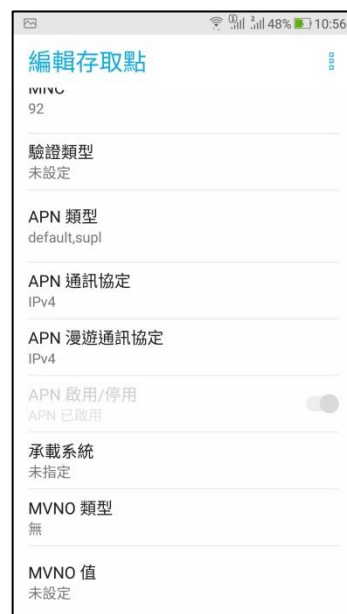 48% 10:56
編輯存取點
MNC
92
驗證類型
未設定
APN 類型
default,supl
APN 通訊協定
IPv4
APN 漫遊通訊協定
IPv4
APN 啟用/停用
APN 已啟用
承載系統
未指定
MVNO 類型
無
MVNO 值
未設定